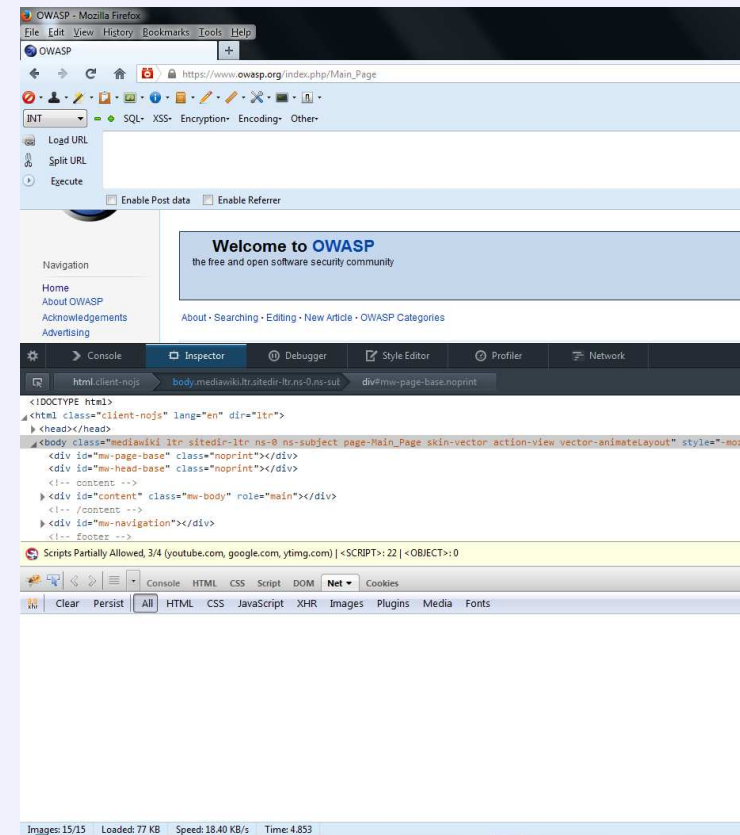 OWASP - Mozilla Firefox
File Edit View History Bookmarks Tools Help
OWASP +
https://www.owasp.org/index.php/Main_Page
INT SQL- XSS- Encryption- Encoding- Other-
Load URL
Split URL
Execute
Enable Post data Enable Referrer
Welcome to OWASP
the free and open software security community
Navigation
Home
About OWASP
Acknowledgements
Advertising
About · Searching · Editing · New Article · OWASP Categories
Console Inspector Debugger Style Editor Profiler Network
html.client-nojs body.mediawiki.ltr.sitedir-ltr.ns-0.ns-sub div#mw-page-base.noprint
<!DOCTYPE html>
<html class="client-nojs" lang="en" dir="ltr">
<head></head>
<body class="mediawiki ltr sitedir-ltr ns-0 ns-subject page-Main_Page skin-vector action-view vector-animateLayout" style="-moz
<div id="mw-page-base" class="noprint"></div>
<div id="mw-head-base" class="noprint"></div>
<!-- content -->
<div id="content" class="mw-body" role="main"></div>
<!-- /content -->
<div id="mw-navigation"></div>
<!-- footer -->
Scripts Partially Allowed, 3/4 (youtube.com, google.com, ytimg.com) | <SCRIPT>: 22 | <OBJECT>: 0
Console HTML CSS Script DOM Net Cookies
Clear Persist All HTML CSS JavaScript XHR Images Plugins Media Fonts
Images: 15/15 Loaded: 77 KB Speed: 18.40 KB/s Time: 4.853